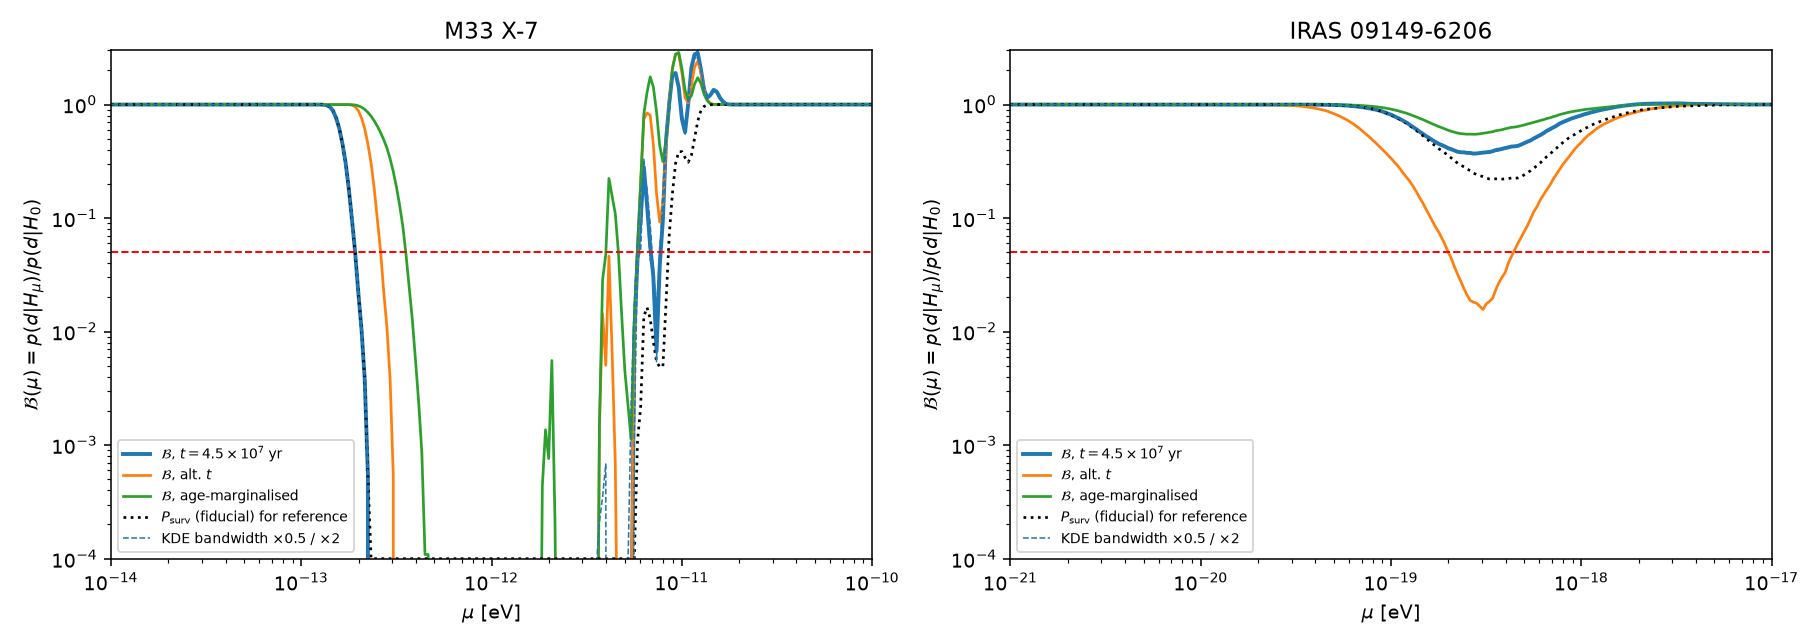 M33 X-7
IRAS 09149-6206
ℬ(μ) = p(d|H_μ)/p(d|H_0)
10^0
10^−1
10^−2
10^−3
10^−4
ℬ, t = 4.5 × 10^7 yr
ℬ, alt. t
ℬ, age-marginalised
P_surv (fiducial) for reference
KDE bandwidth ×0.5 / ×2
10^−14
10^−13
10^−12
10^−11
10^−10
μ [eV]
ℬ(μ) = p(d|H_μ)/p(d|H_0)
10^0
10^−1
10^−2
10^−3
10^−4
ℬ, t = 4.5 × 10^7 yr
ℬ, alt. t
ℬ, age-marginalised
P_surv (fiducial) for reference
KDE bandwidth ×0.5 / ×2
10^−21
10^−20
10^−19
10^−18
10^−17
μ [eV]